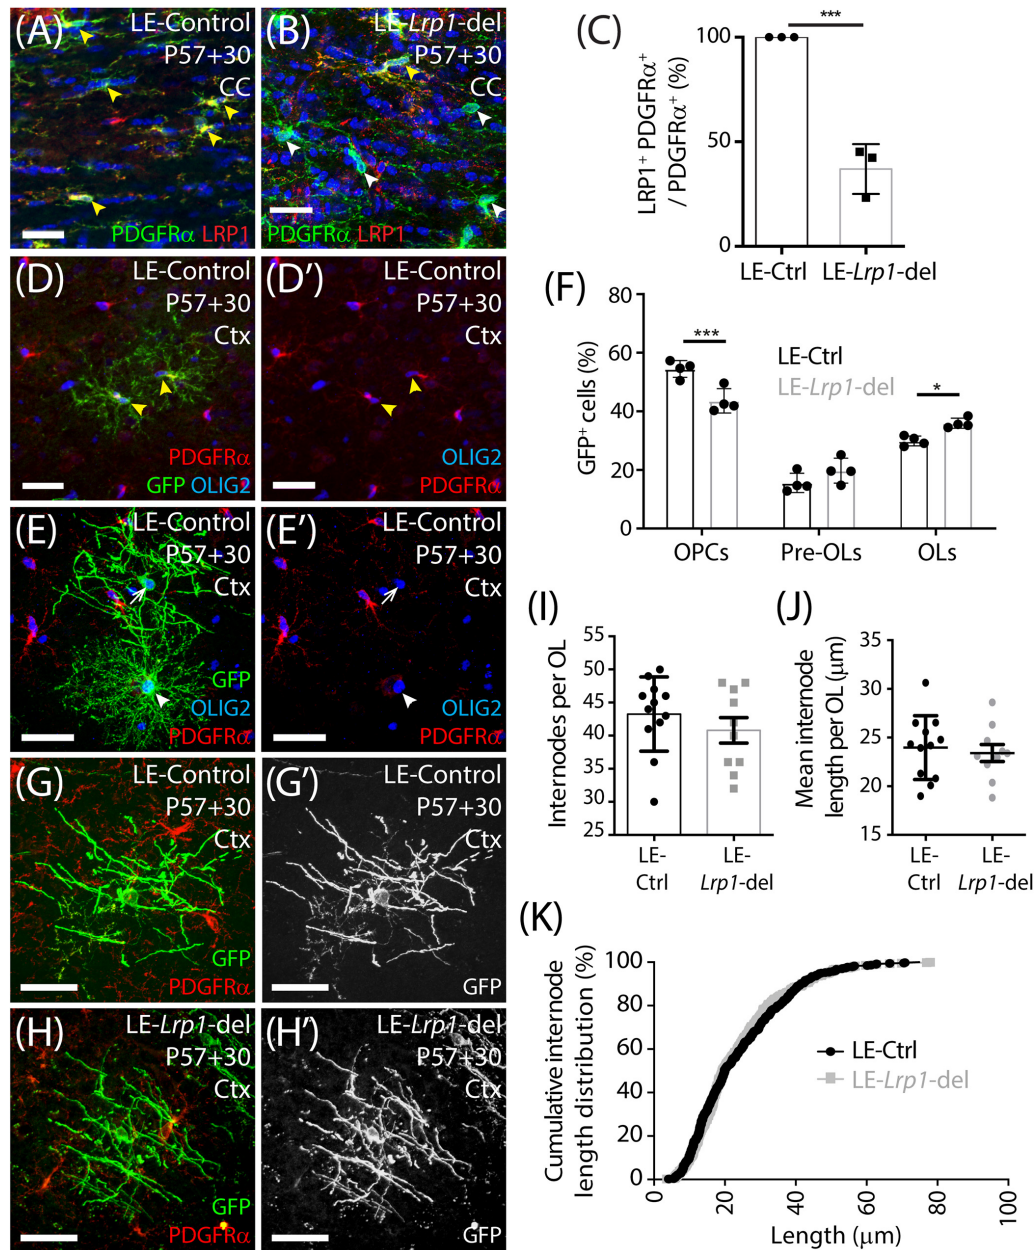 (A)
LE-Control
P57+30
CC
PDGFRα LRP1
(B)
LE-Lrp1-del
P57+30
CC
PDGFRα LRP1
(C)
LRP1⁺ PDGFRα⁺
/ PDGFRα⁺ (%)
100
50
0
***
LE-Ctrl
LE-Lrp1-del
(D)
LE-Control
P57+30
Ctx
PDGFRα
GFP OLIG2
(D')
LE-Control
P57+30
Ctx
OLIG2
PDGFRα
(E)
LE-Control
P57+30
Ctx
GFP
OLIG2
PDGFRα
(E')
LE-Control
P57+30
Ctx
OLIG2
PDGFRα
(F)
GFP⁺ cells (%)
80
60
40
20
0
***
*
LE-Ctrl
LE-Lrp1-del
OPCs
Pre-OLs
OLs
(G)
LE-Control
P57+30
Ctx
GFP
PDGFRα
(G')
LE-Control
P57+30
Ctx
GFP
(H)
LE-Lrp1-del
P57+30
Ctx
GFP
PDGFRα
(H')
LE-Lrp1-del
P57+30
Ctx
GFP
(I)
Internodes per OL
55
50
45
40
35
30
25
LE-
Ctrl
LE-
Lrp1-del
(J)
Mean internode
length per OL (μm)
35
30
25
20
15
LE-
Ctrl
LE-
Lrp1-del
(K)
Cumulative internode
length distribution (%)
100
80
60
40
20
0
LE-Ctrl
LE-Lrp1-del
0
20
40
60
80
100
Length (μm)